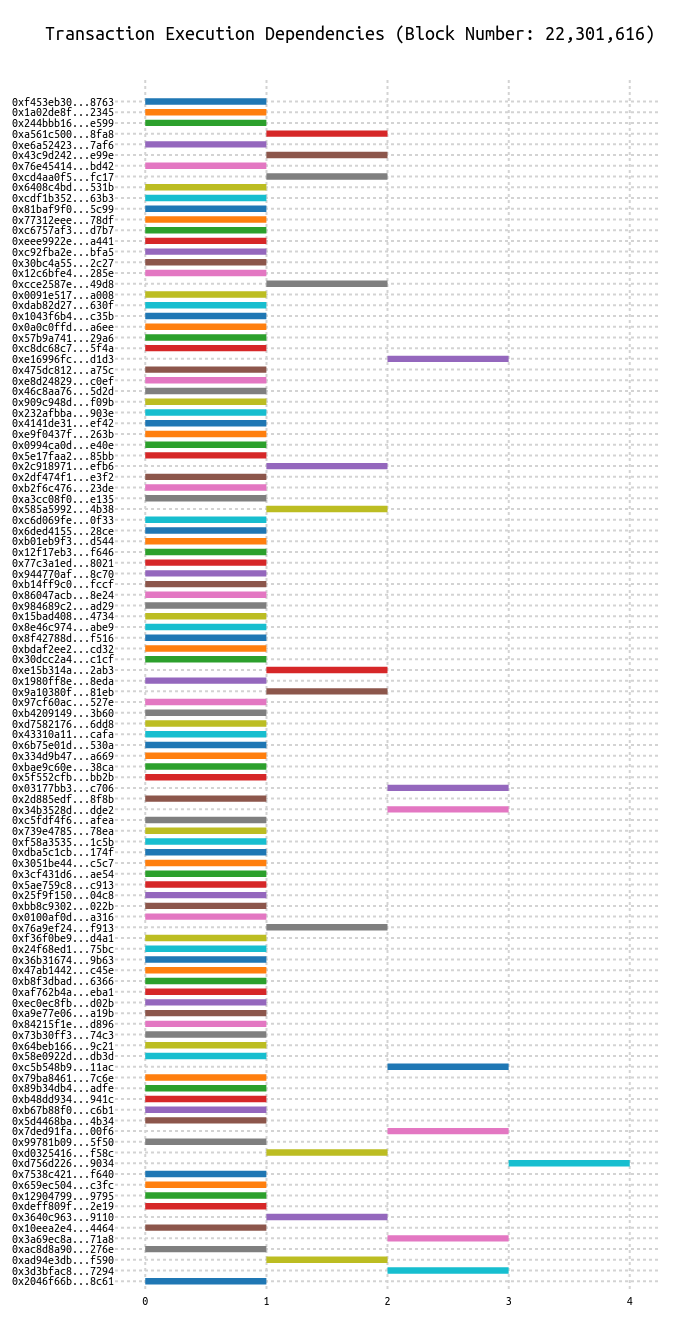 Transaction Execution Dependencies (Block Number: 22,301,616)
0xf453eb30...8763
0x1a02de8f...2345
0x244bbb16...e599
0xa561c500...8fa8
0xe6a52423...7af6
0x43c9d242...e99e
0x76e45414...bd42
0xcd4aa0f5...fc17
0x6408c4bd...531b
0xcdf1b352...63b3
0x81baf9f0...5c99
0x77312eee...78df
0xc6757af3...d7b7
0xeee9922e...a441
0xc92fba2e...bfa5
0x30bc4a55...2c27
0x12c6bfe4...285e
0xcce2587e...49d8
0x0091e517...a008
0xdab82d27...630f
0x1043f6b4...c35b
0x0a0c0ffd...a6ee
0x57b9a741...29a6
0xc8dc68c7...5f4a
0xe16996fc...d1d3
0x475dc812...a75c
0xe8d24829...c0ef
0x46c8aa76...5d2d
0x909c948d...f09b
0x232afbba...903e
0x4141de31...ef42
0xe9f0437f...263b
0x0994ca0d...e40e
0x5e17faa2...85bb
0x2c918971...efb6
0x2df474f1...e3f2
0xb2f6c476...23de
0xa3cc08f0...e135
0x585a5992...4b38
0xc6d069fe...0f33
0x6ded4155...28ce
0xb01eb9f3...d544
0x12f17eb3...f646
0x77c3a1ed...8021
0x944770af...8c70
0xb14ff9c0...fccf
0x86047acb...8e24
0x984689c2...ad29
0x15bad408...4734
0x8e46c974...abe9
0x8f42788d...f516
0xbdaf2ee2...cd32
0x30dcc2a4...c1cf
0xe15b314a...2ab3
0x1980ff8e...8eda
0x9a10380f...81eb
0x97cf60ac...527e
0xb4209149...3b60
0xd7582176...6dd8
0x43310a11...cafa
0x6b75e01d...530a
0x334d9b47...a669
0xbae9c60e...38ca
0x5f552cfb...bb2b
0x03177bb3...c706
0x2d885edf...8f8b
0x34b3528d...dde2
0xc5fdf4f6...afea
0x739e4785...78ea
0xf58a3535...1c5b
0xdba5c1cb...174f
0x3051be44...c5c7
0x3cf431d6...ae54
0x5ae759c8...c913
0x25f9f150...04c8
0xbb8c9302...022b
0x0100af0d...a316
0x76a9ef24...f913
0xf36f0be9...d4a1
0x24f68ed1...75bc
0x36b31674...9b63
0x47ab1442...c45e
0xb8f3dbad...6366
0xaf762b4a...eba1
0xec0ec8fb...d02b
0xa9e77e06...a19b
0x84215f1e...d896
0x73b30ff3...74c3
0x64beb166...9c21
0x58e0922d...db3d
0xc5b548b9...11ac
0x79ba8461...7c6e
0x89b34db4...adfe
0xb48dd934...941c
0xb67b88f0...c6b1
0x5d4468ba...4b34
0x7ded91fa...00f6
0x99781b09...5f50
0xd0325416...f58c
0xd756d226...9034
0x7538c421...f640
0x659ec504...c3fc
0x12904799...9795
0xdeff809f...2e19
0x3640c963...9110
0x10eea2e4...4464
0x3a69ec8a...71a8
0xac8d8a90...276e
0xad94e3db...f590
0x3d3bfac8...7294
0x2046f66b...8c61
0 1 2 3 4